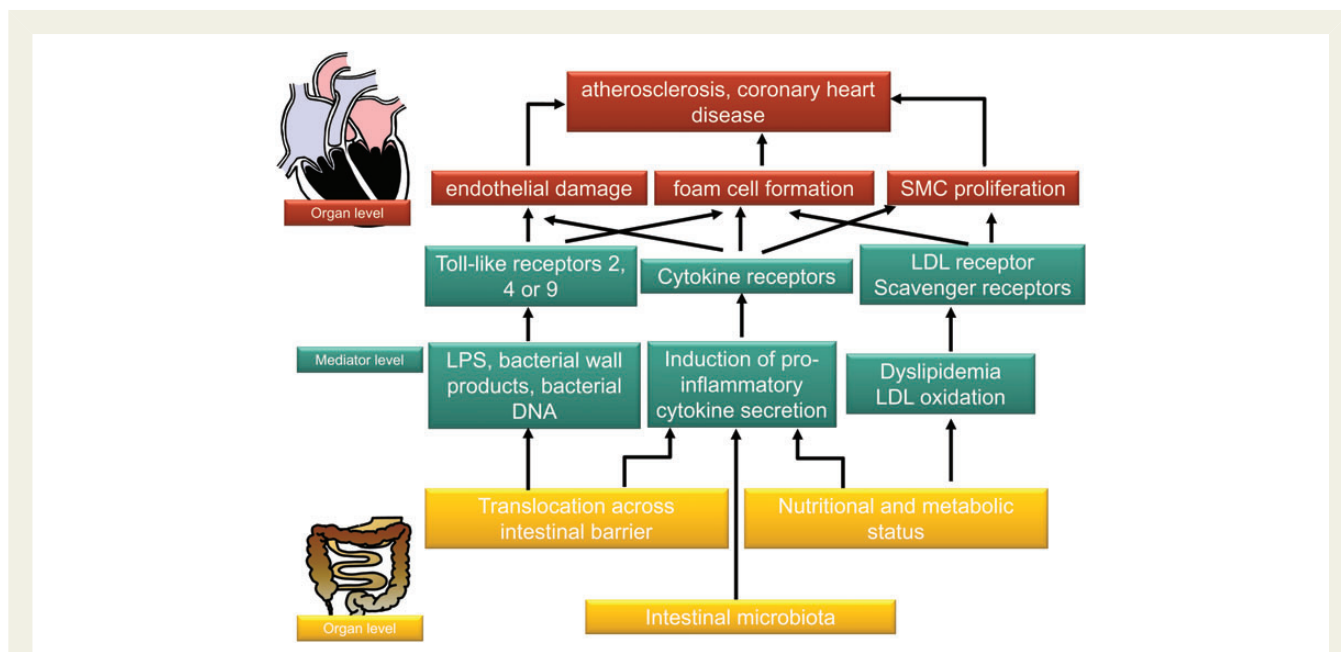 atherosclerosis, coronary heart
disease
endothelial damage
foam cell formation
SMC proliferation
Organ level
Toll-like receptors 2,
4 or 9
Cytokine receptors
LDL receptor
Scavenger receptors
Mediator level
LPS, bacterial wall
products, bacterial
DNA
Induction of pro-
inflammatory
cytokine secretion
Dyslipidemia
LDL oxidation
Translocation across
intestinal barrier
Nutritional and metabolic
status
Intestinal microbiota
Organ level